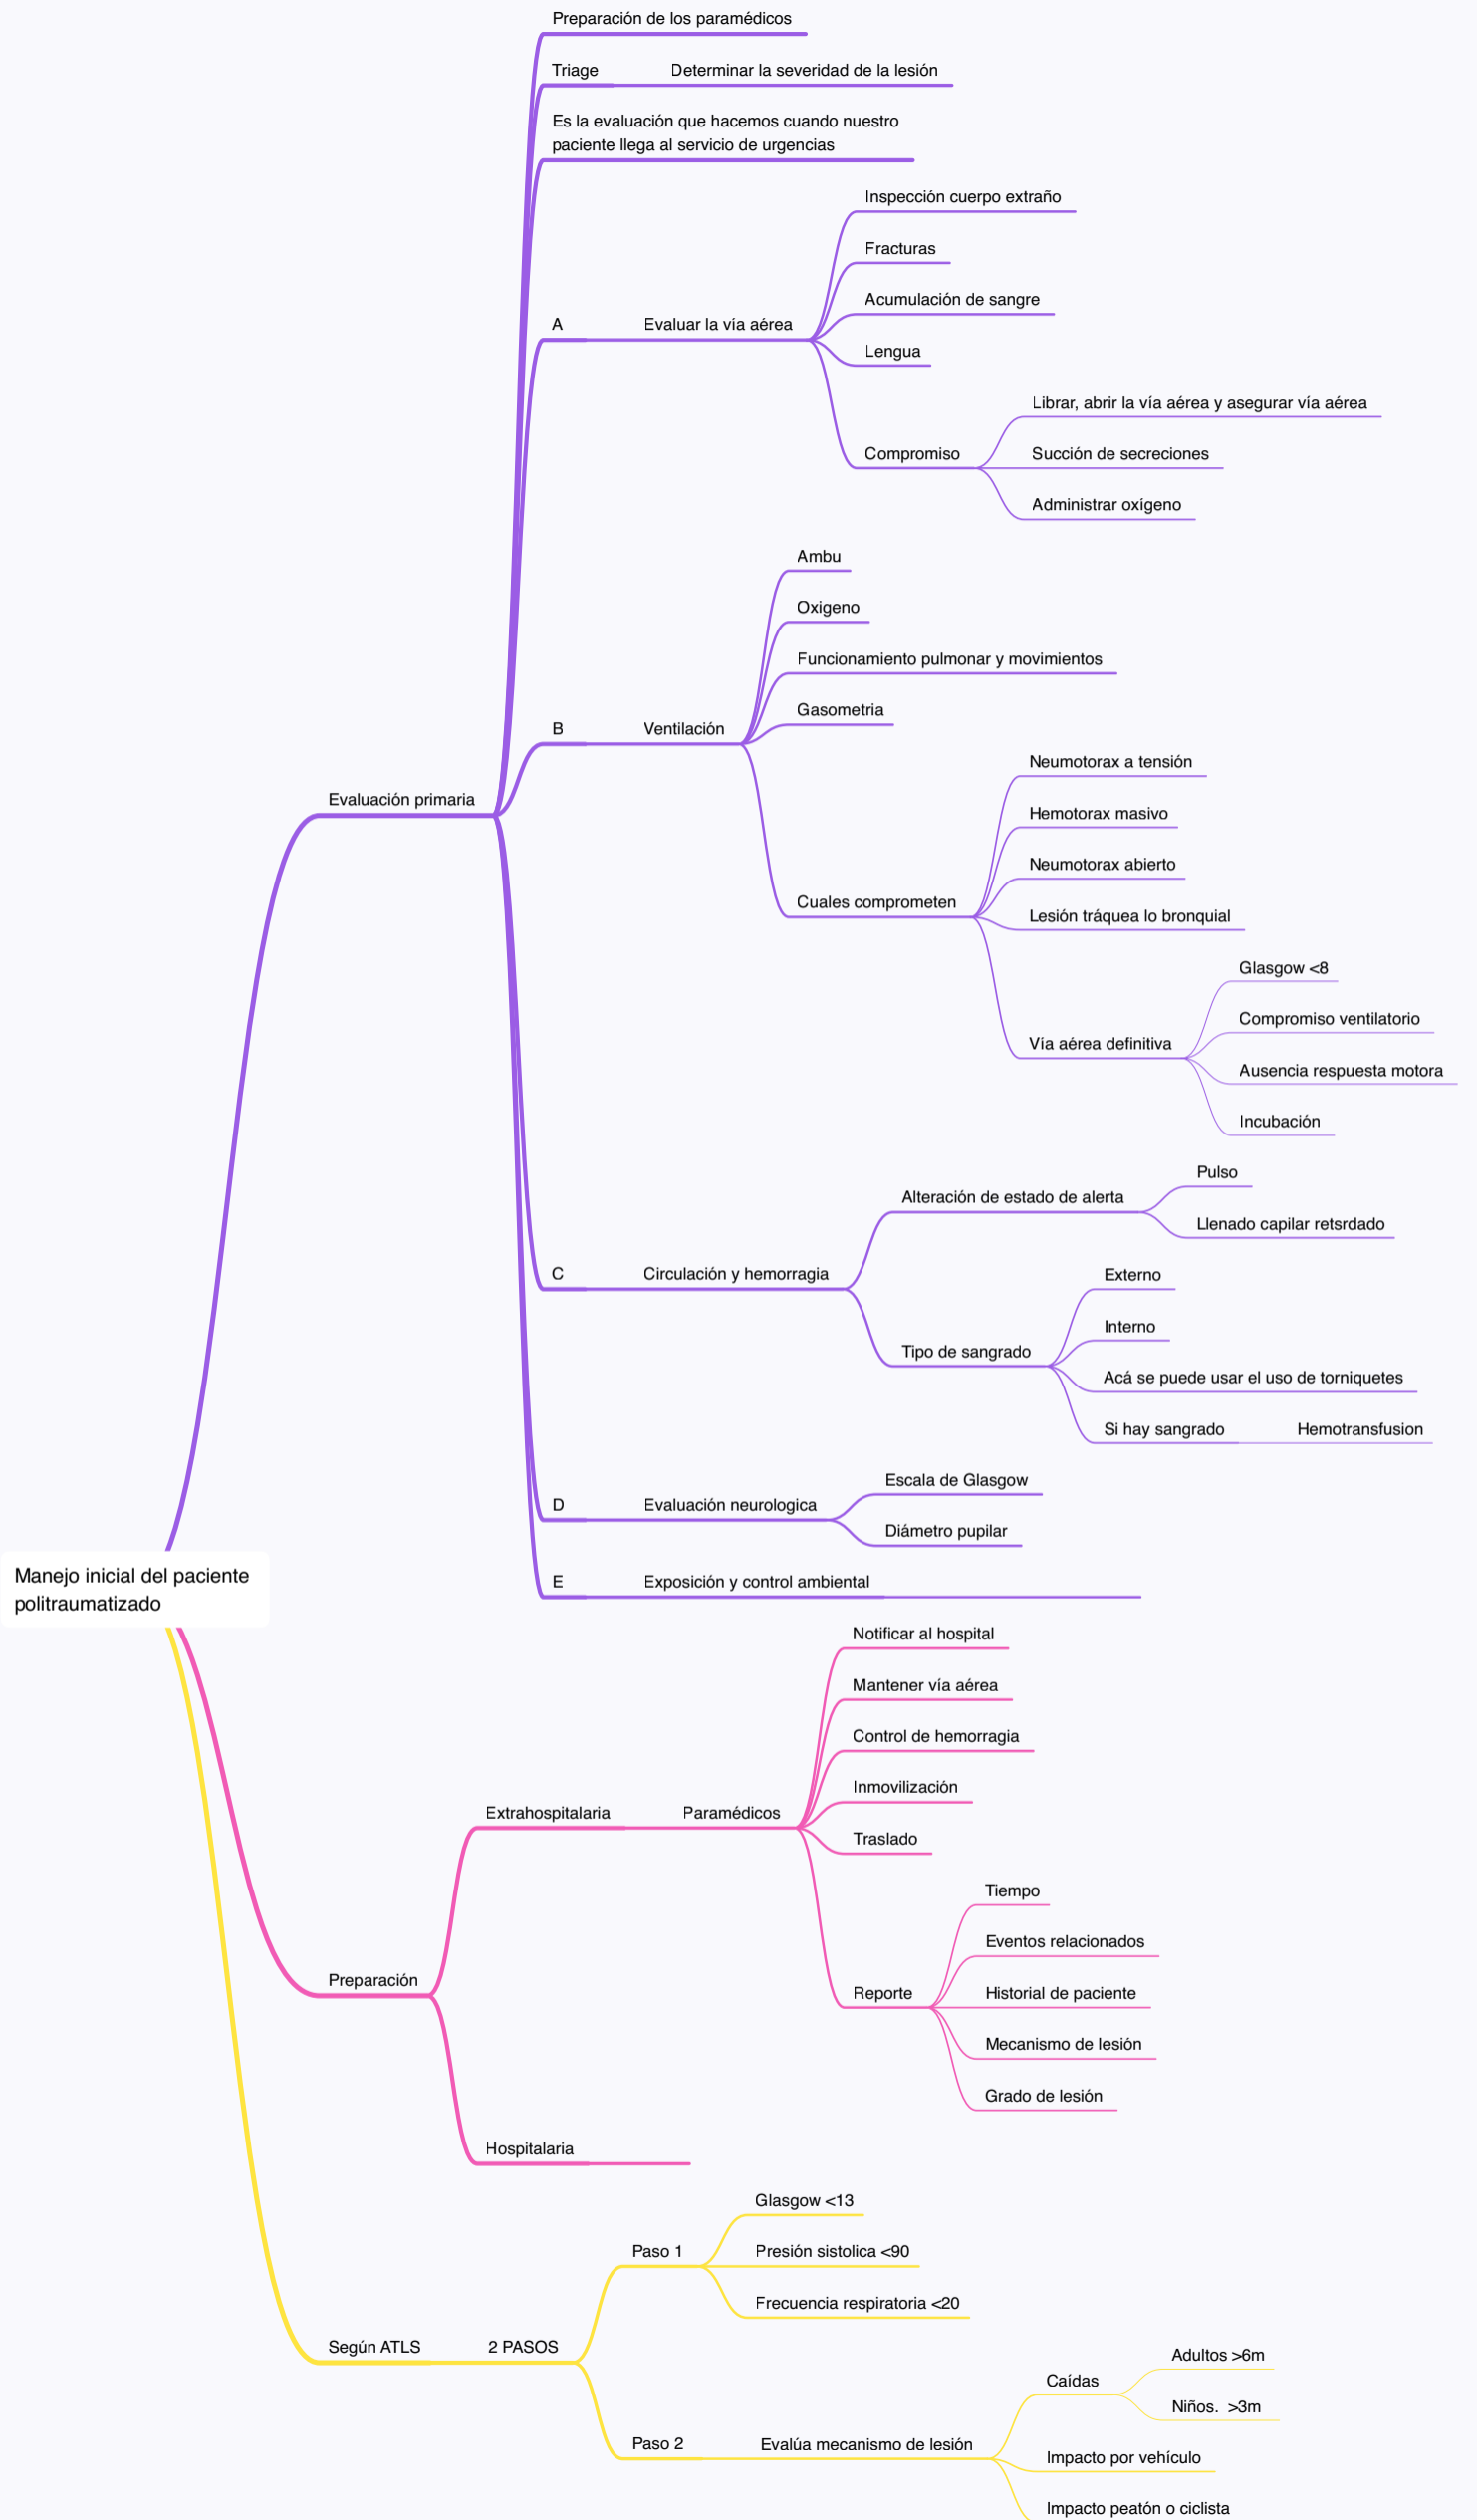 Preparación de los paramédicos
Triage
Determinar la severidad de la lesión
Es la evaluación que hacemos cuando nuestro
paciente llega al servicio de urgencias
Inspección cuerpo extraño
Fracturas
Acumulación de sangre
A
Evaluar la vía aérea
Lengua
Librar, abrir la vía aérea y asegurar vía aérea
Compromiso
Succión de secreciones
Administrar oxígeno
Ambu
Oxigeno
Funcionamiento pulmonar y movimientos
Gasometria
B
Ventilación
Neumotorax a tensión
Evaluación primaria
Hemotorax masivo
Neumotorax abierto
Cuales comprometen
Lesión tráquea lo bronquial
Glasgow <8
Compromiso ventilatorio
Vía aérea definitiva
Ausencia respuesta motora
Incubación
Pulso
Alteración de estado de alerta
Llenado capilar retsrdado
C
Circulación y hemorragia
Externo
Interno
Tipo de sangrado
Acá se puede usar el uso de torniquetes
Si hay sangrado
Hemotransfusion
Escala de Glasgow
D
Evaluación neurologica
Diámetro pupilar
E
Exposición y control ambiental
Manejo inicial del paciente
politraumatizado
Notificar al hospital
Mantener vía aérea
Control de hemorragia
Inmovilización
Extrahospitalaria
Paramédicos
Traslado
Tiempo
Eventos relacionados
Preparación
Reporte
Historial de paciente
Mecanismo de lesión
Grado de lesión
Hospitalaria
Glasgow <13
Paso 1
Presión sistolica <90
Frecuencia respiratoria <20
Según ATLS
2 PASOS
Adultos >6m
Caídas
Niños. >3m
Paso 2
Evalúa mecanismo de lesión
Impacto por vehículo
Impacto peatón o ciclista